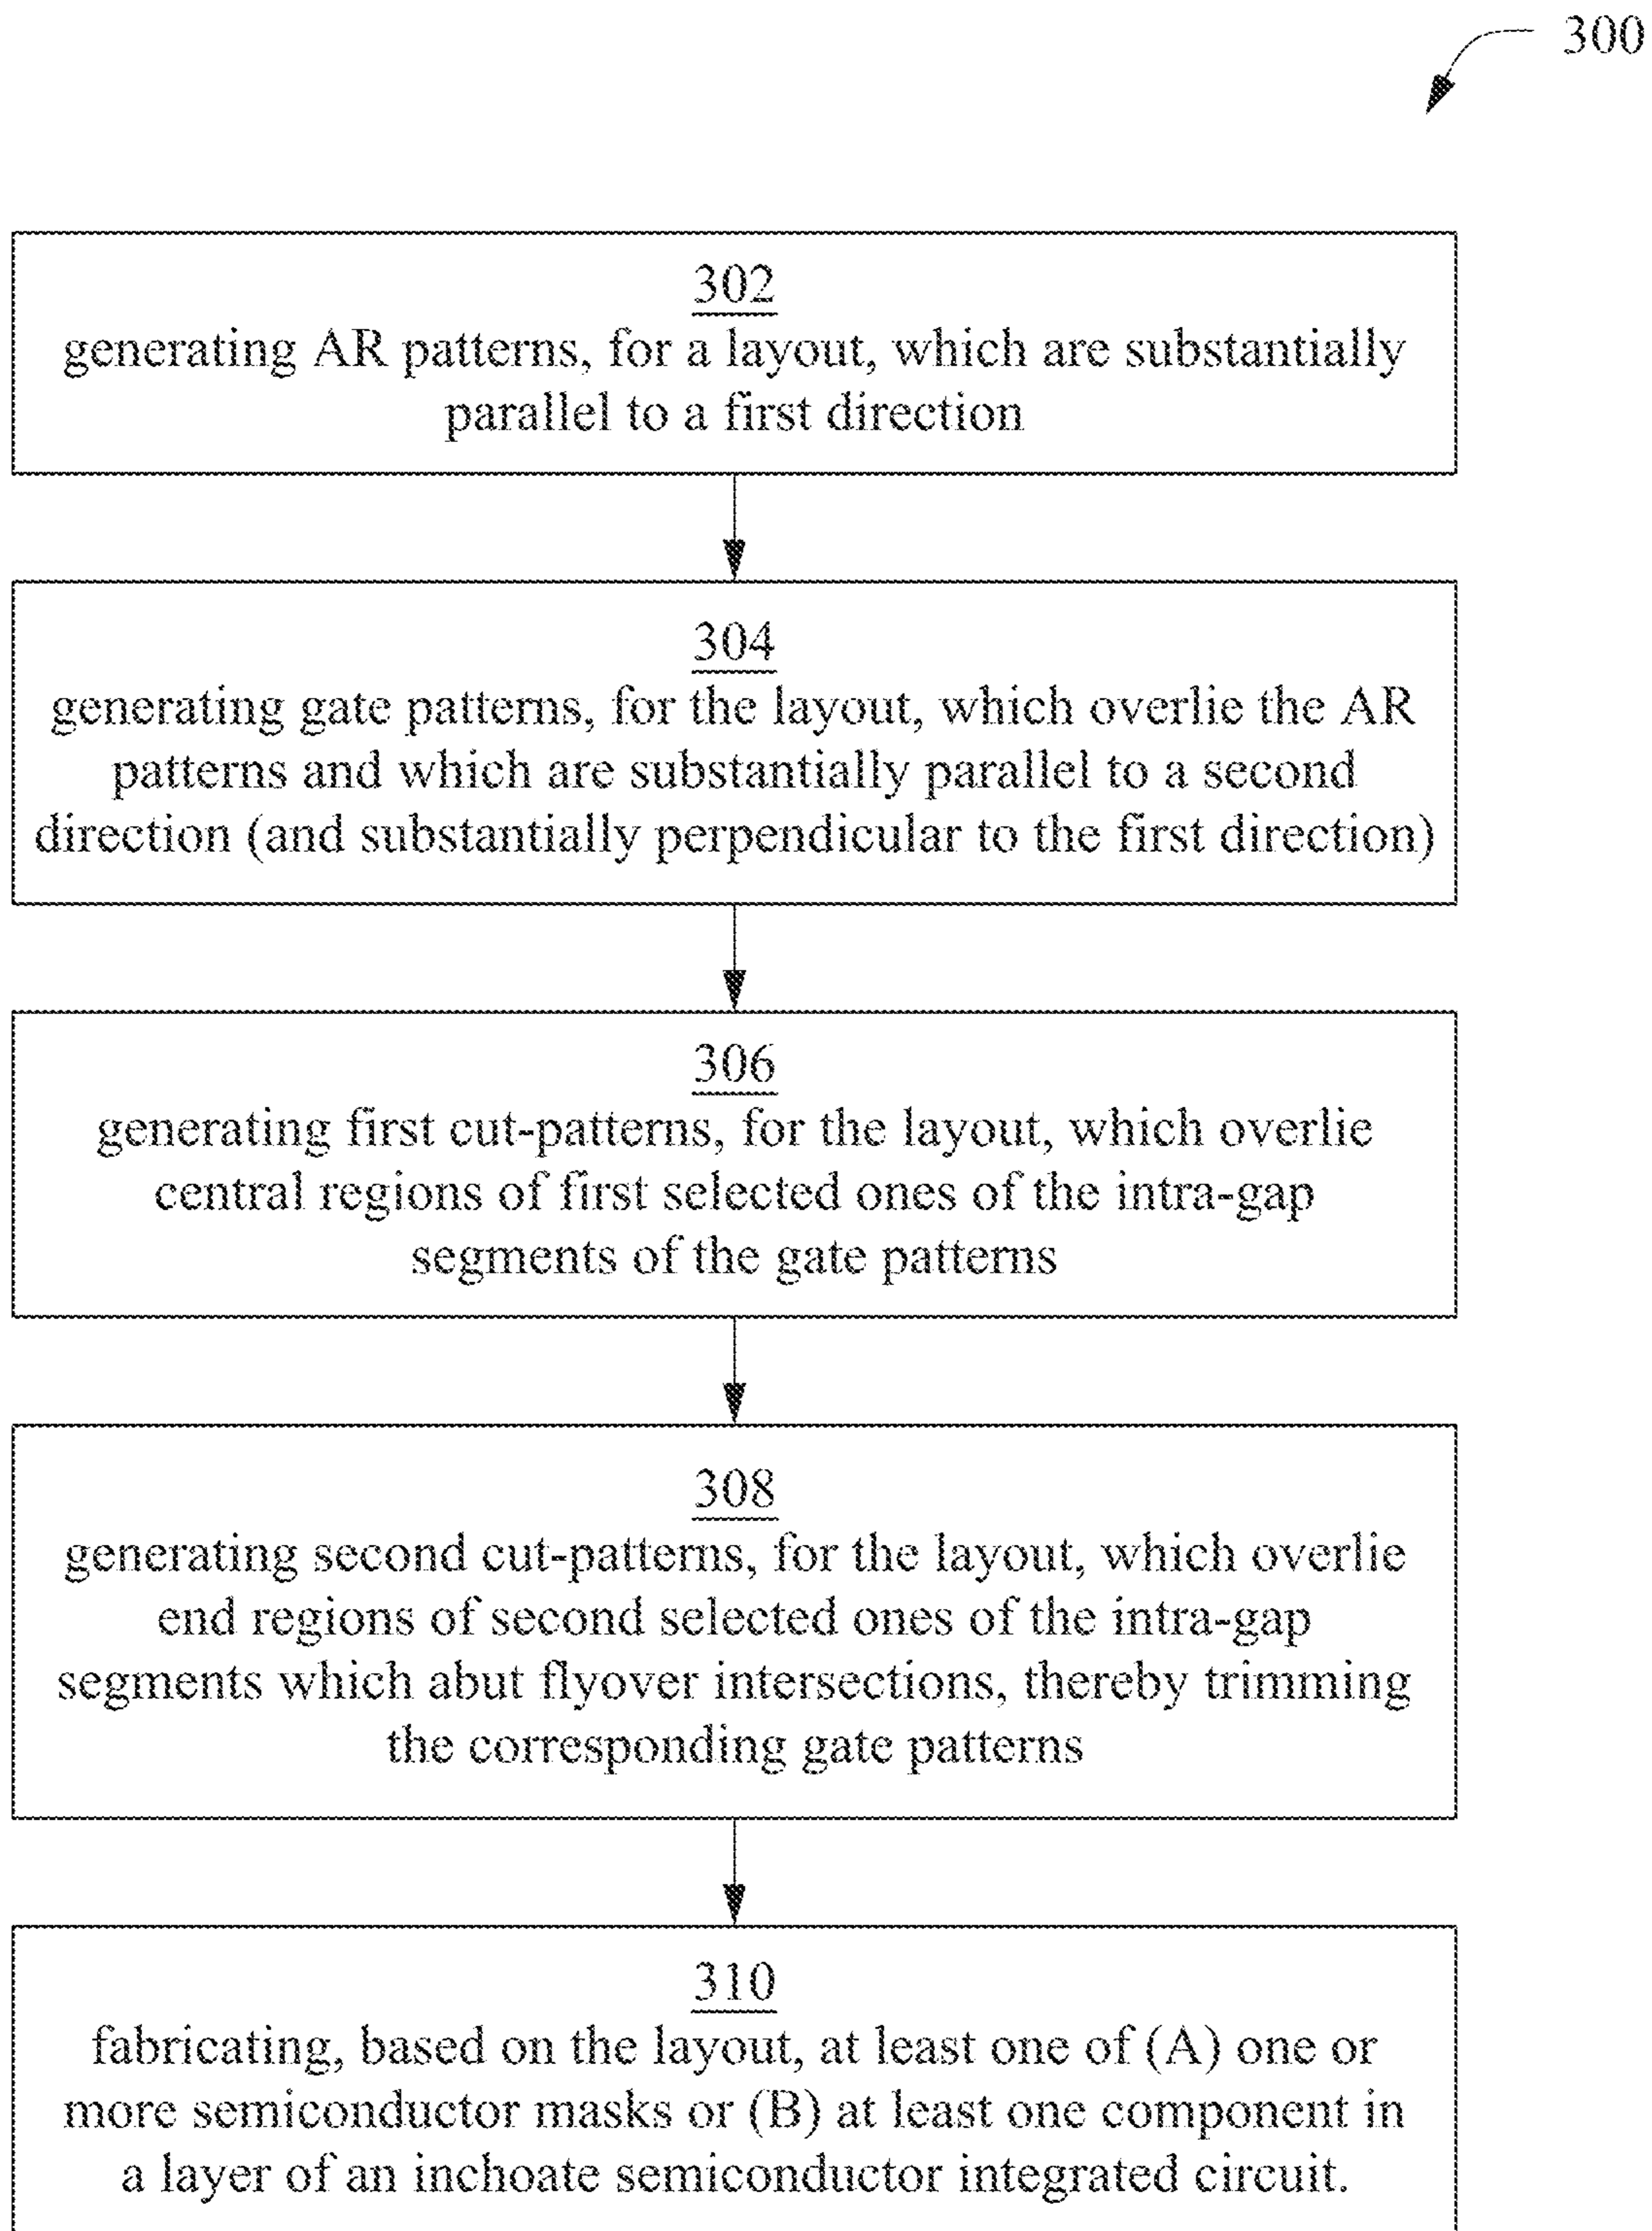 300
302
generating AR patterns, for a layout, which are substantially
parallel to a first direction
304
generating gate patterns, for the layout, which overlie the AR
patterns and which are substantially parallel to a second
direction (and substantially perpendicular to the first direction)
306
generating first cut-patterns, for the layout, which overlie
central regions of first selected ones of the intra-gap
segments of the gate patterns
308
generating second cut-patterns, for the layout, which overlie
end regions of second selected ones of the intra-gap
segments which abut flyover intersections, thereby trimming
the corresponding gate patterns
310
fabricating, based on the layout, at least one of (A) one or
more semiconductor masks or (B) at least one component in
a layer of an inchoate semiconductor integrated circuit.